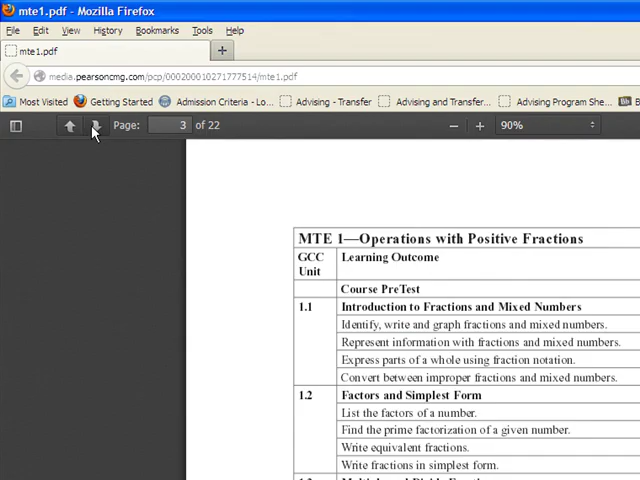 mte1.pdf - Mozilla Firefox
File Edit View History Bookmarks Tools Help
mte1.pdf +
media.pearsoncmg.com/pcp/000200010271777514/mte1.pdf
Most Visited Getting Started Admission Criteria - Lo... Advising - Transfer Advising and Transfer... Advising Program She... Bb B
Page: 3 of 22 90%
MTE 1—Operations with Positive Fractions
GCC Unit Learning Outcome
Course PreTest
1.1 Introduction to Fractions and Mixed Numbers
Identify, write and graph fractions and mixed numbers.
Represent information with fractions and mixed numbers.
Express parts of a whole using fraction notation.
Convert between improper fractions and mixed numbers.
1.2 Factors and Simplest Form
List the factors of a number.
Find the prime factorization of a given number.
Write equivalent fractions.
Write fractions in simplest form.